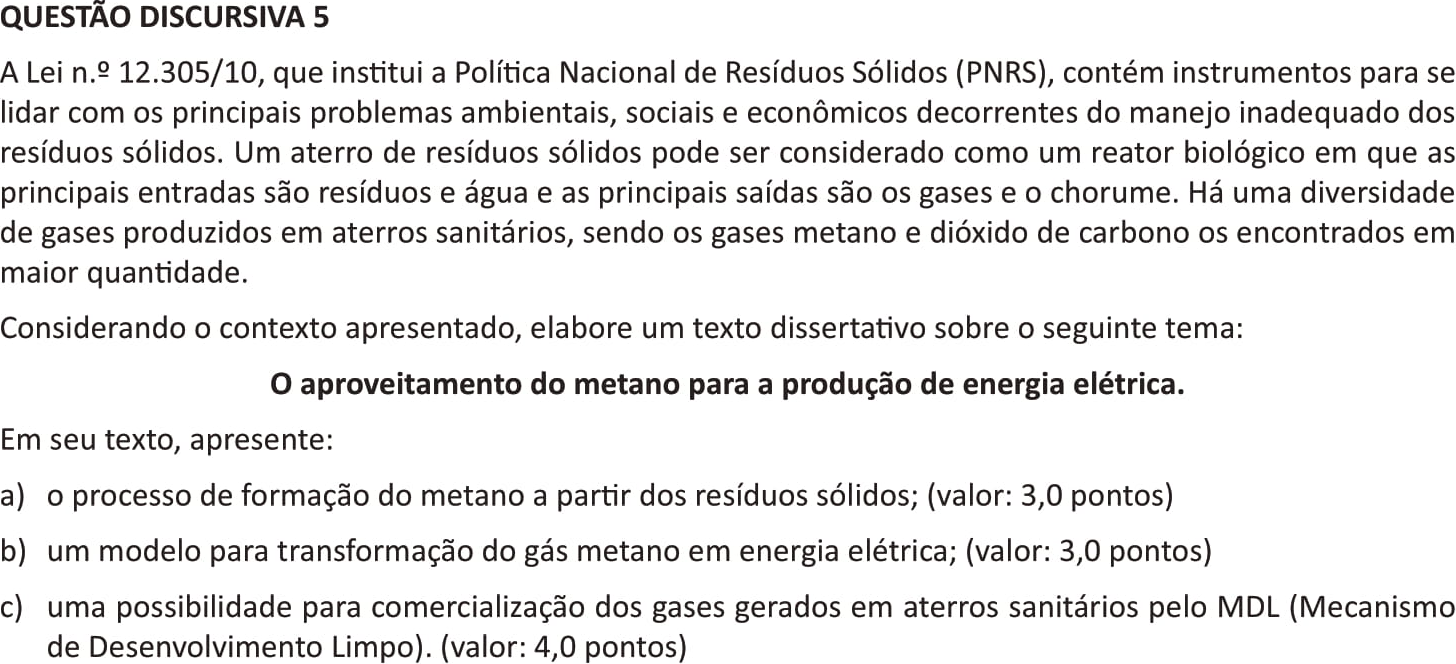 QUESTÃO DISCURSIVA 5
A Lei n.º 12.305/10, que institui a Política Nacional de Resíduos Sólidos (PNRS), contém instrumentos para se
lidar com os principais problemas ambientais, sociais e econômicos decorrentes do manejo inadequado dos
resíduos sólidos. Um aterro de resíduos sólidos pode ser considerado como um reator biológico em que as
principais entradas são resíduos e água e as principais saídas são os gases e o chorume. Há uma diversidade
de gases produzidos em aterros sanitários, sendo os gases metano e dióxido de carbono os encontrados em
maior quantidade.
Considerando o contexto apresentado, elabore um texto dissertativo sobre o seguinte tema:
O aproveitamento do metano para a produção de energia elétrica.
Em seu texto, apresente:
a) o processo de formação do metano a partir dos resíduos sólidos; (valor: 3,0 pontos)
b) um modelo para transformação do gás metano em energia elétrica; (valor: 3,0 pontos)
c) uma possibilidade para comercialização dos gases gerados em aterros sanitários pelo MDL (Mecanismo
de Desenvolvimento Limpo). (valor: 4,0 pontos)